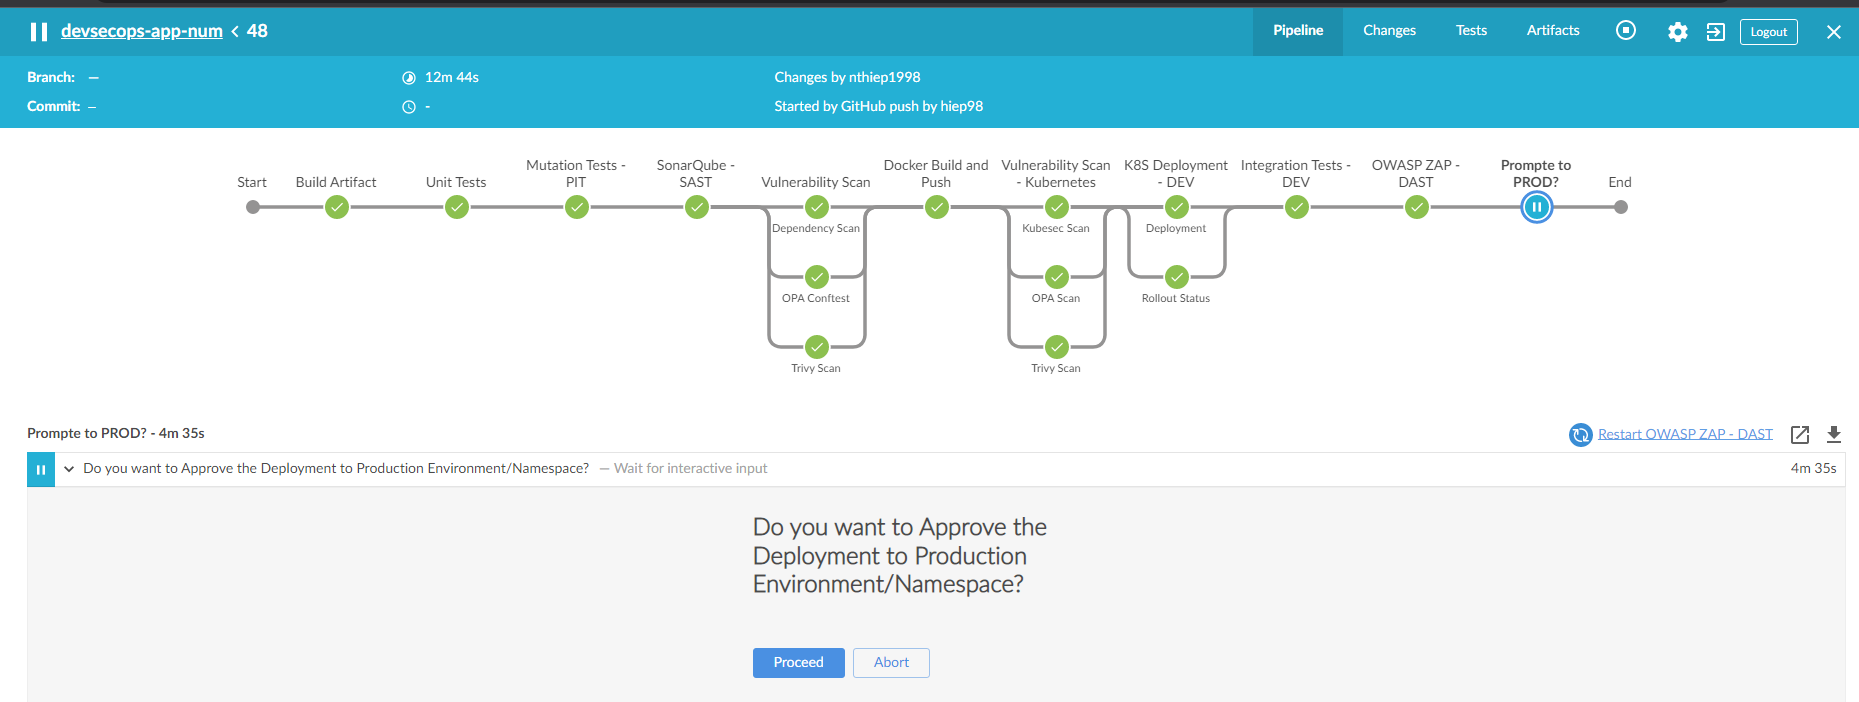 devsecops-app-num < 48
Pipeline
Changes
Tests
Artifacts
Logout
Branch: —
12m 44s
Changes by nthiep1998
Commit: –
-
Started by GitHub push by hiep98
Start
Build Artifact
Unit Tests
Mutation Tests -
PIT
SonarQube -
SAST
Vulnerability Scan
Docker Build and
Push
Vulnerability Scan
- Kubernetes
K8S Deployment
- DEV
Integration Tests -
DEV
OWASP ZAP -
DAST
Prompte to
PROD?
End
Dependency Scan
Kubesec Scan
Deployment
OPA Conftest
OPA Scan
Rollout Status
Trivy Scan
Trivy Scan
Prompte to PROD? - 4m 35s
Restart OWASP ZAP - DAST
Do you want to Approve the Deployment to Production Environment/Namespace? — Wait for interactive input
4m 35s
Do you want to Approve the
Deployment to Production
Environment/Namespace?
Proceed
Abort